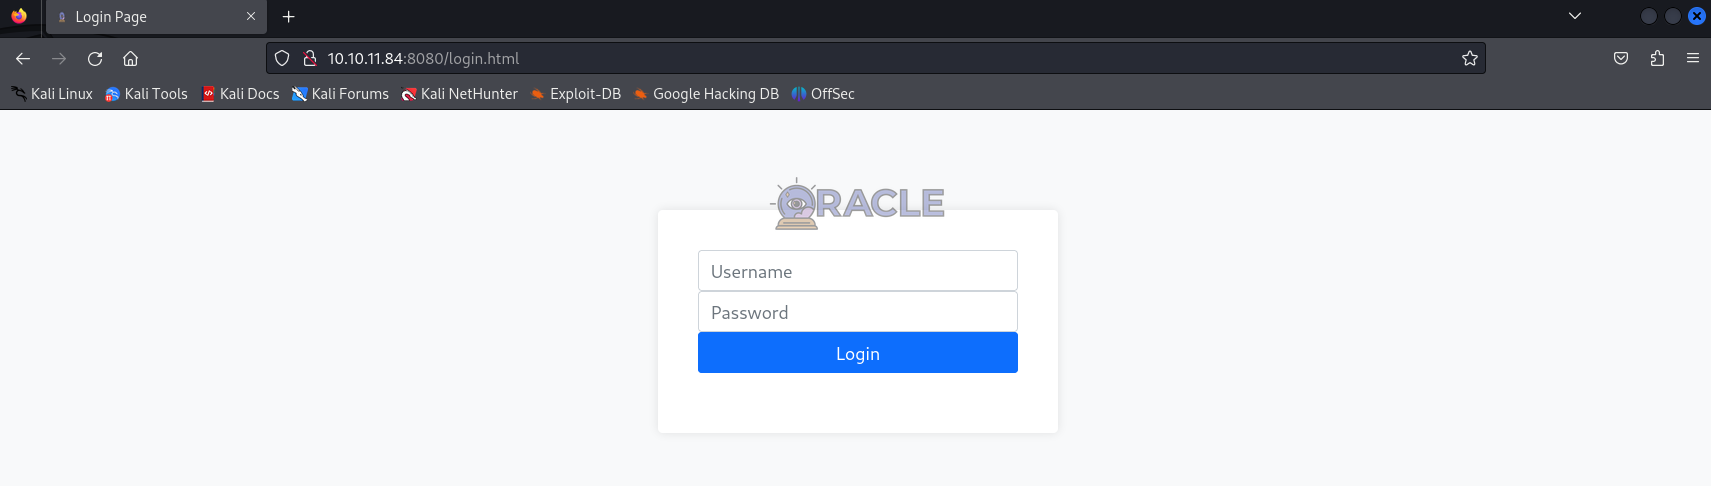 Login Page
10.10.11.84:8080/login.html
Kali Linux Kali Tools Kali Docs Kali Forums Kali NetHunter Exploit-DB Google Hacking DB OffSec
ORACLE
Username
Password
Login